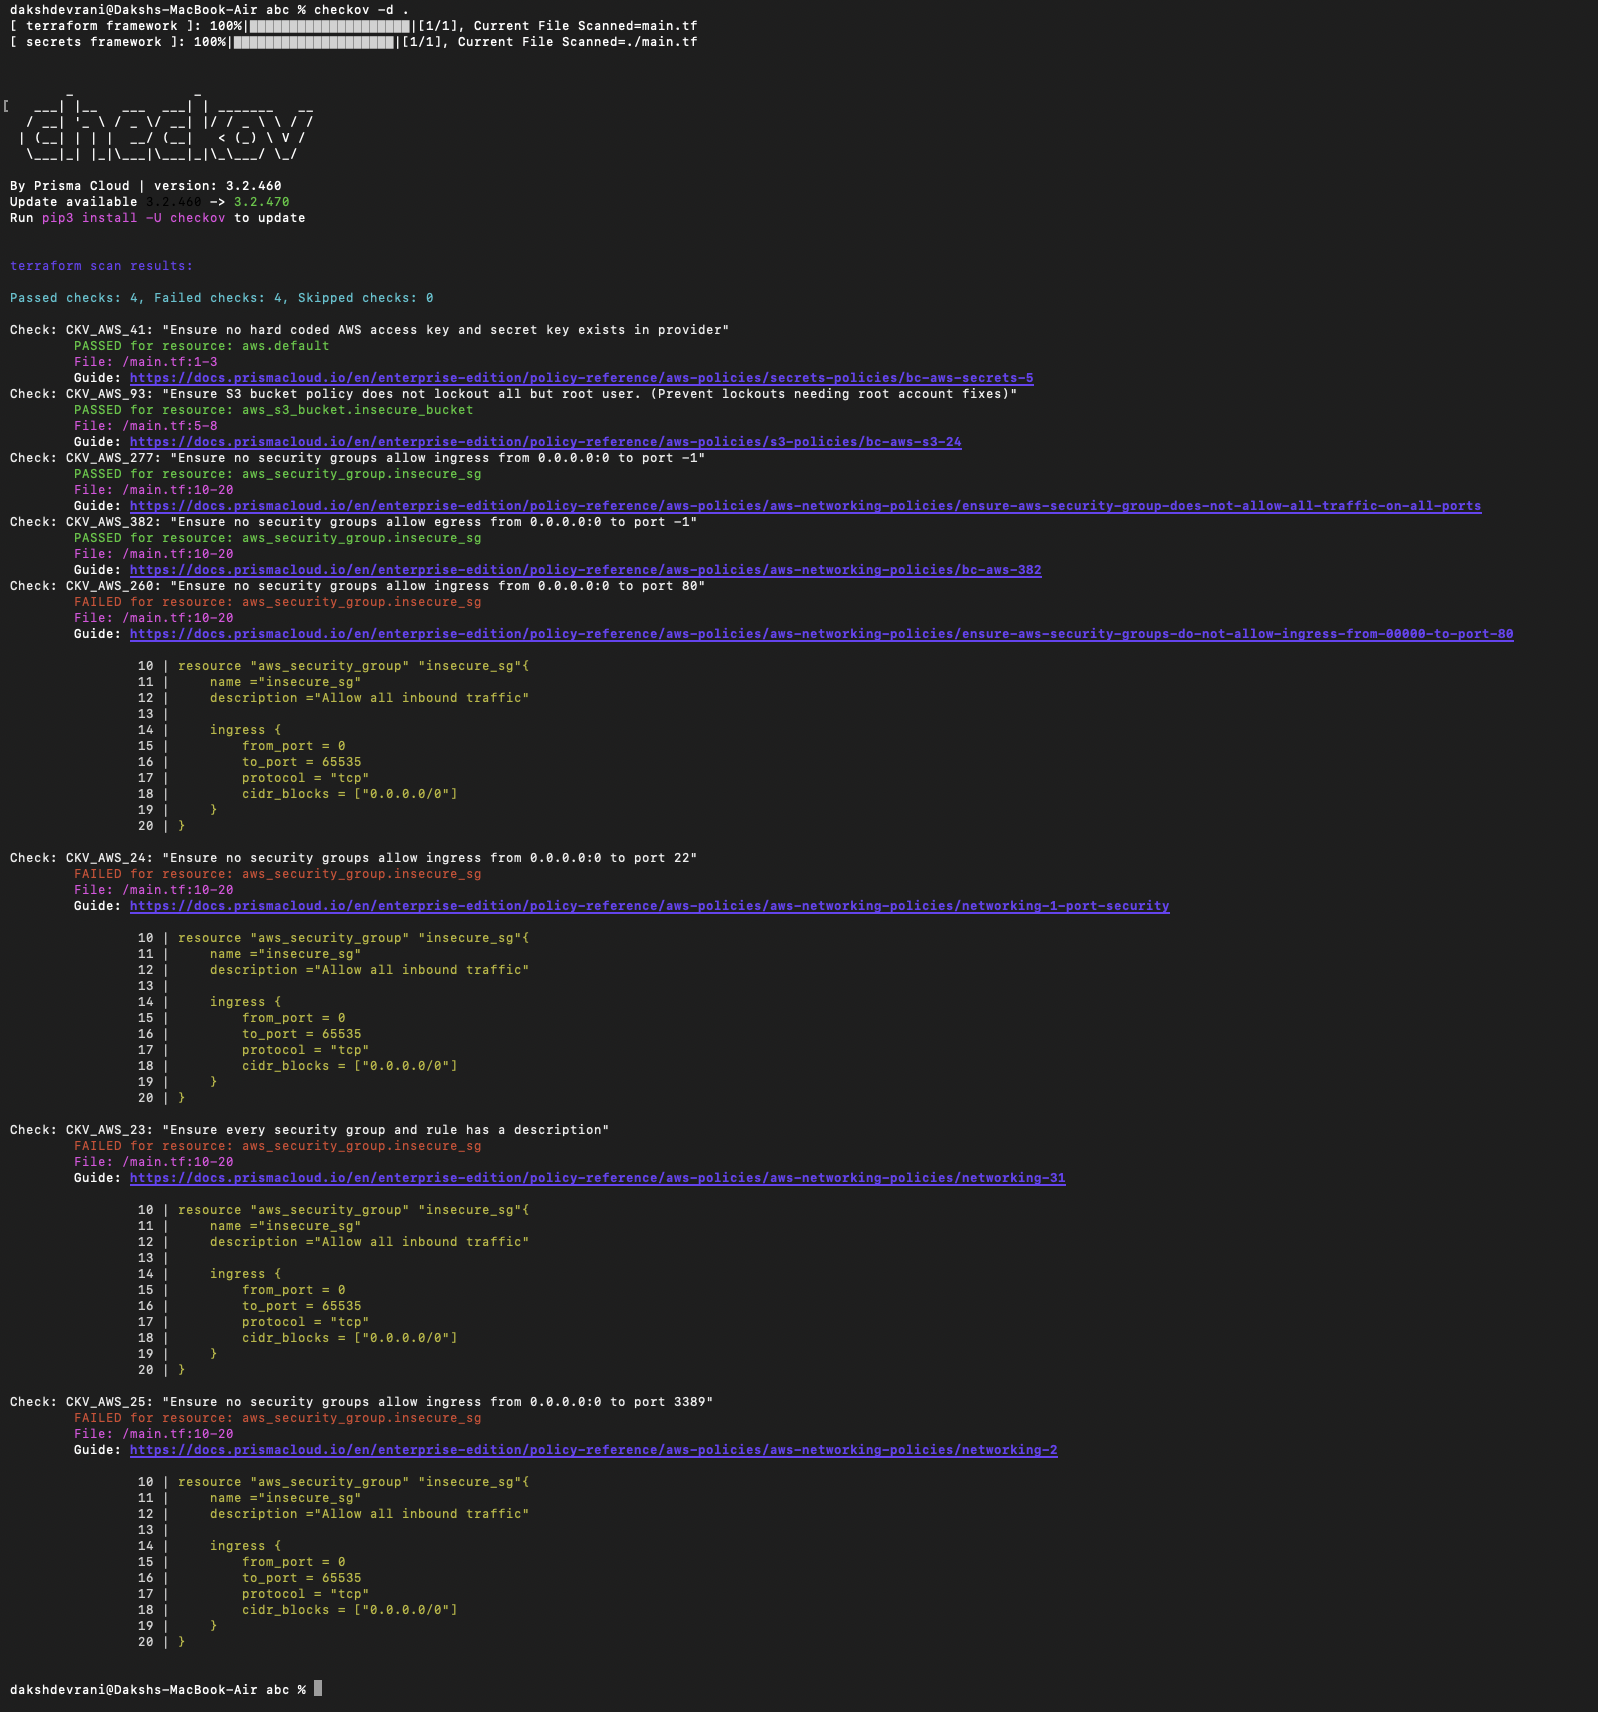 dakshdevrani@Dakshs-MacBook-Air abc % checkov -d .
[ terraform framework ]: 100%|████████████████████|[1/1], Current File Scanned=main.tf
[ secrets framework ]: 100%|████████████████████|[1/1], Current File Scanned=./main.tf
       _               _
[   ___| |__   ___  ___| | _______   __
  / __| '_ \ / _ \/ __| |/ / _ \ \ / /
 | (__| | | |  __/ (__|   < (_) \ V /
  \___|_| |_|\___|\___|_|\_\___/ \_/
By Prisma Cloud | version: 3.2.460
Update available 3.2.460 -> 3.2.470
Run pip3 install -U checkov to update
terraform scan results:
Passed checks: 4, Failed checks: 4, Skipped checks: 0
Check: CKV_AWS_41: "Ensure no hard coded AWS access key and secret key exists in provider"
PASSED for resource: aws.default
File: /main.tf:1-3
Guide: https://docs.prismacloud.io/en/enterprise-edition/policy-reference/aws-policies/secrets-policies/bc-aws-secrets-5
Check: CKV_AWS_93: "Ensure S3 bucket policy does not lockout all but root user. (Prevent lockouts needing root account fixes)"
PASSED for resource: aws_s3_bucket.insecure_bucket
File: /main.tf:5-8
Guide: https://docs.prismacloud.io/en/enterprise-edition/policy-reference/aws-policies/s3-policies/bc-aws-s3-24
Check: CKV_AWS_277: "Ensure no security groups allow ingress from 0.0.0.0:0 to port -1"
PASSED for resource: aws_security_group.insecure_sg
File: /main.tf:10-20
Guide: https://docs.prismacloud.io/en/enterprise-edition/policy-reference/aws-policies/aws-networking-policies/ensure-aws-security-group-does-not-allow-all-traffic-on-all-ports
Check: CKV_AWS_382: "Ensure no security groups allow egress from 0.0.0.0:0 to port -1"
PASSED for resource: aws_security_group.insecure_sg
File: /main.tf:10-20
Guide: https://docs.prismacloud.io/en/enterprise-edition/policy-reference/aws-policies/aws-networking-policies/bc-aws-382
Check: CKV_AWS_260: "Ensure no security groups allow ingress from 0.0.0.0:0 to port 80"
FAILED for resource: aws_security_group.insecure_sg
File: /main.tf:10-20
Guide: https://docs.prismacloud.io/en/enterprise-edition/policy-reference/aws-policies/aws-networking-policies/ensure-aws-security-groups-do-not-allow-ingress-from-00000-to-port-80
10 | resource "aws_security_group" "insecure_sg"{
11 |     name ="insecure_sg"
12 |     description ="Allow all inbound traffic"
13 |
14 |     ingress {
15 |         from_port = 0
16 |         to_port = 65535
17 |         protocol = "tcp"
18 |         cidr_blocks = ["0.0.0.0/0"]
19 |     }
20 | }
Check: CKV_AWS_24: "Ensure no security groups allow ingress from 0.0.0.0:0 to port 22"
FAILED for resource: aws_security_group.insecure_sg
File: /main.tf:10-20
Guide: https://docs.prismacloud.io/en/enterprise-edition/policy-reference/aws-policies/aws-networking-policies/networking-1-port-security
10 | resource "aws_security_group" "insecure_sg"{
11 |     name ="insecure_sg"
12 |     description ="Allow all inbound traffic"
13 |
14 |     ingress {
15 |         from_port = 0
16 |         to_port = 65535
17 |         protocol = "tcp"
18 |         cidr_blocks = ["0.0.0.0/0"]
19 |     }
20 | }
Check: CKV_AWS_23: "Ensure every security group and rule has a description"
FAILED for resource: aws_security_group.insecure_sg
File: /main.tf:10-20
Guide: https://docs.prismacloud.io/en/enterprise-edition/policy-reference/aws-policies/aws-networking-policies/networking-31
10 | resource "aws_security_group" "insecure_sg"{
11 |     name ="insecure_sg"
12 |     description ="Allow all inbound traffic"
13 |
14 |     ingress {
15 |         from_port = 0
16 |         to_port = 65535
17 |         protocol = "tcp"
18 |         cidr_blocks = ["0.0.0.0/0"]
19 |     }
20 | }
Check: CKV_AWS_25: "Ensure no security groups allow ingress from 0.0.0.0:0 to port 3389"
FAILED for resource: aws_security_group.insecure_sg
File: /main.tf:10-20
Guide: https://docs.prismacloud.io/en/enterprise-edition/policy-reference/aws-policies/aws-networking-policies/networking-2
10 | resource "aws_security_group" "insecure_sg"{
11 |     name ="insecure_sg"
12 |     description ="Allow all inbound traffic"
13 |
14 |     ingress {
15 |         from_port = 0
16 |         to_port = 65535
17 |         protocol = "tcp"
18 |         cidr_blocks = ["0.0.0.0/0"]
19 |     }
20 | }
dakshdevrani@Dakshs-MacBook-Air abc %